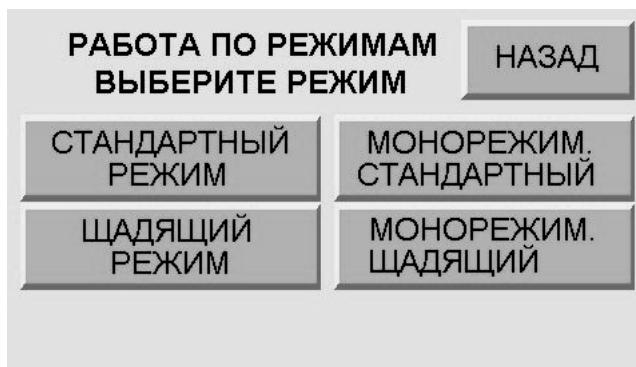 РАБОТА ПО РЕЖИМАМ
ВЫБЕРИТЕ РЕЖИМ
НАЗАД
СТАНДАРТНЫЙ
РЕЖИМ
МОНОРЕЖИМ.
СТАНДАРТНЫЙ
ЩАДЯЩИЙ
РЕЖИМ
МОНОРЕЖИМ.
ЩАДЯЩИЙ